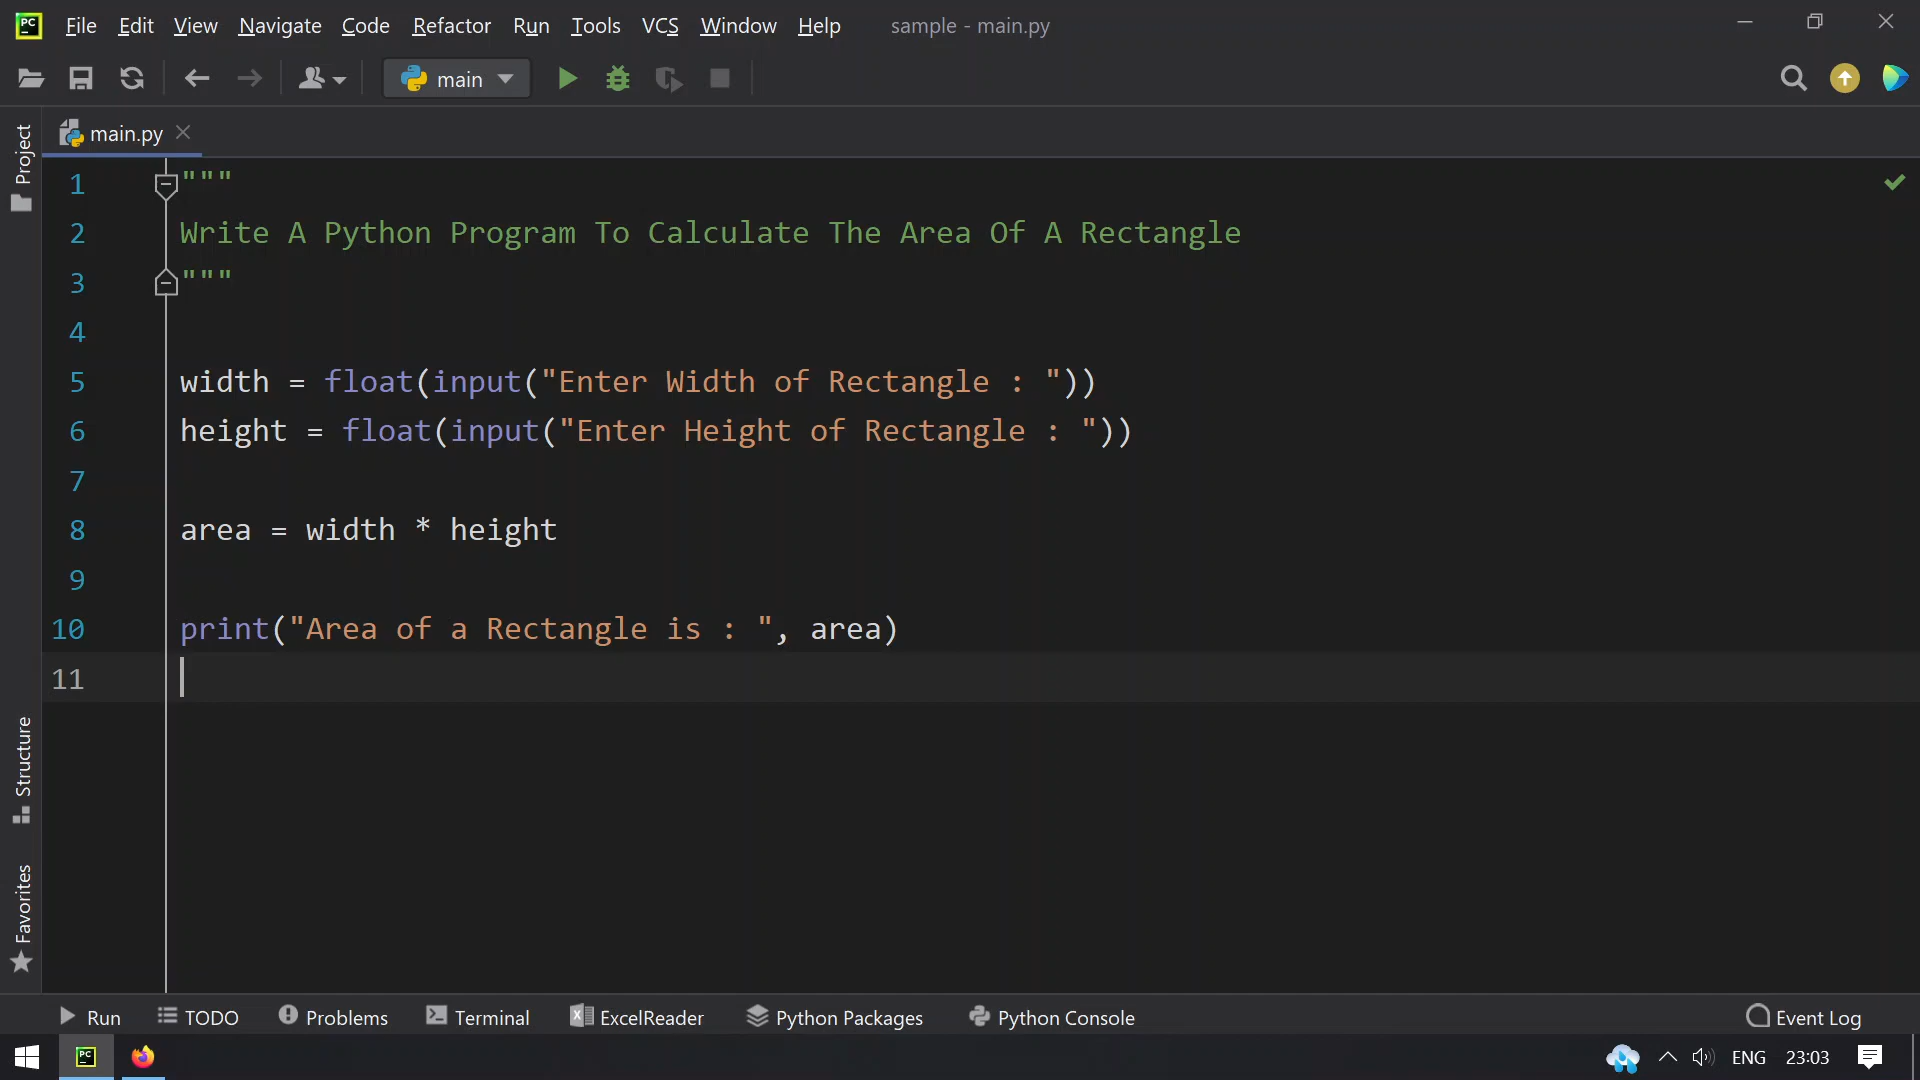 PC File Edit View Navigate Code Refactor Run Tools VCS Window Help sample - main.py
main
main.py
Project
1 """
2 Write A Python Program To Calculate The Area Of A Rectangle
3 """
4
5 width = float(input("Enter Width of Rectangle : "))
6 height = float(input("Enter Height of Rectangle : "))
7
8 area = width * height
9
10 print("Area of a Rectangle is : ", area)
11
Structure
Favorites
Run TODO Problems Terminal ExcelReader Python Packages Python Console Event Log
PC ENG 23:03